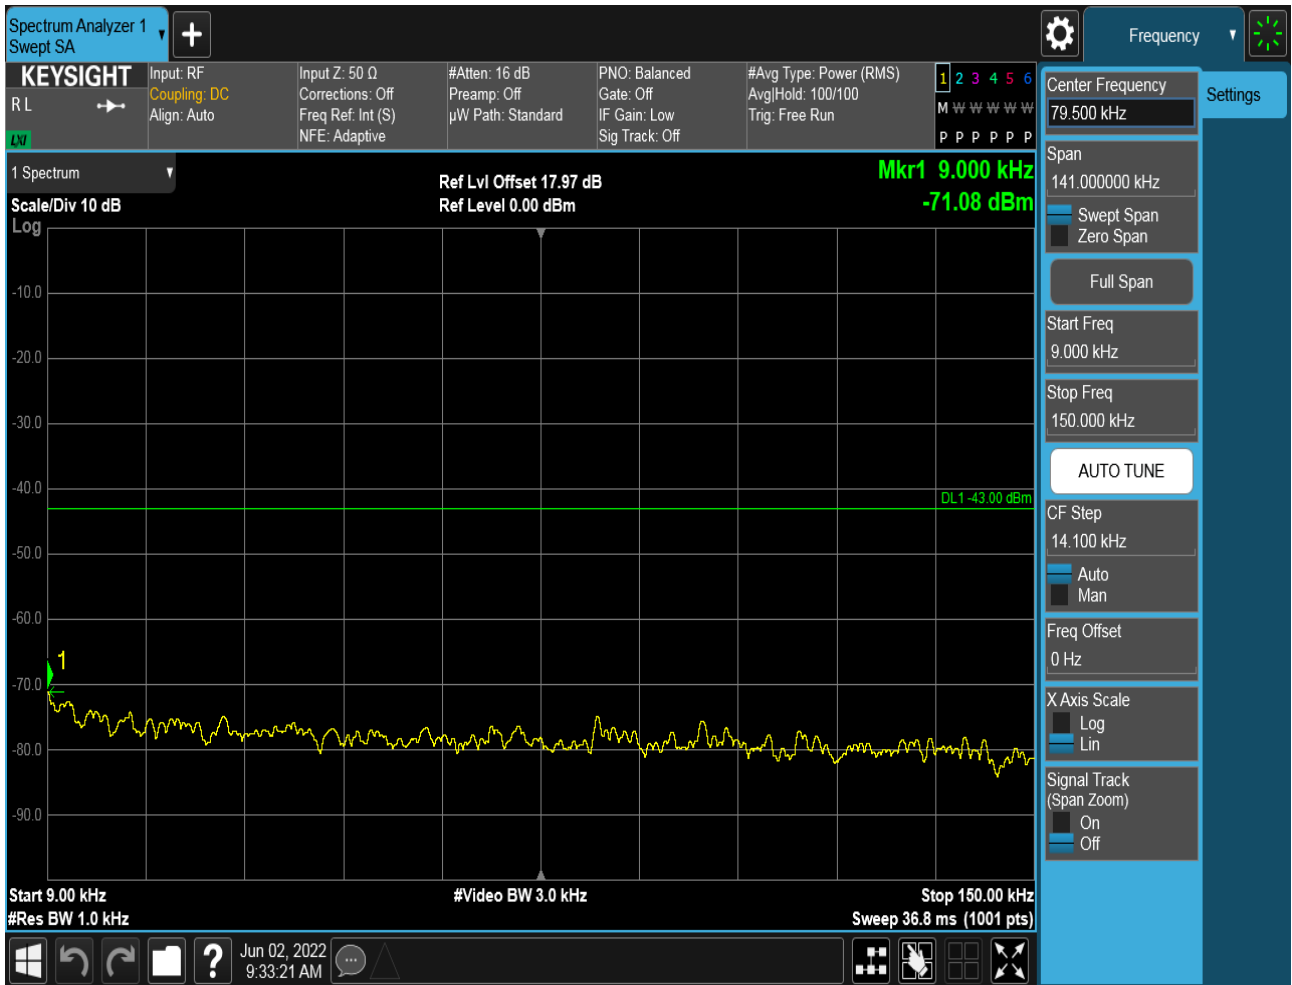 Spectrum Analyzer 1
Swept SA
Frequency
KEYSIGHT
R L
LXI
Input: RF
Coupling: DC
Align: Auto
Input Z: 50 Ω
Corrections: Off
Freq Ref: Int (S)
NFE: Adaptive
#Atten: 16 dB
Preamp: Off
µW Path: Standard
PNO: Balanced
Gate: Off
IF Gain: Low
Sig Track: Off
#Avg Type: Power (RMS)
Avg|Hold: 100/100
Trig: Free Run
1 2 3 4 5 6
M W W W W W
P P P P P P
1 Spectrum
Scale/Div 10 dB
Log
Ref Lvl Offset 17.97 dB
Ref Level 0.00 dBm
Mkr1 9.000 kHz
-71.08 dBm
-10.0
-20.0
-30.0
-40.0
DL1 -43.00 dBm
-50.0
-60.0
1
-70.0
-80.0
-90.0
Start 9.00 kHz
#Res BW 1.0 kHz
#Video BW 3.0 kHz
Stop 150.00 kHz
Sweep 36.8 ms (1001 pts)
Center Frequency
79.500 kHz
Settings
Span
141.000000 kHz
Swept Span
Zero Span
Full Span
Start Freq
9.000 kHz
Stop Freq
150.000 kHz
AUTO TUNE
CF Step
14.100 kHz
Auto
Man
Freq Offset
0 Hz
X Axis Scale
Log
Lin
Signal Track
(Span Zoom)
On
Off
?
Jun 02, 2022
9:33:21 AM